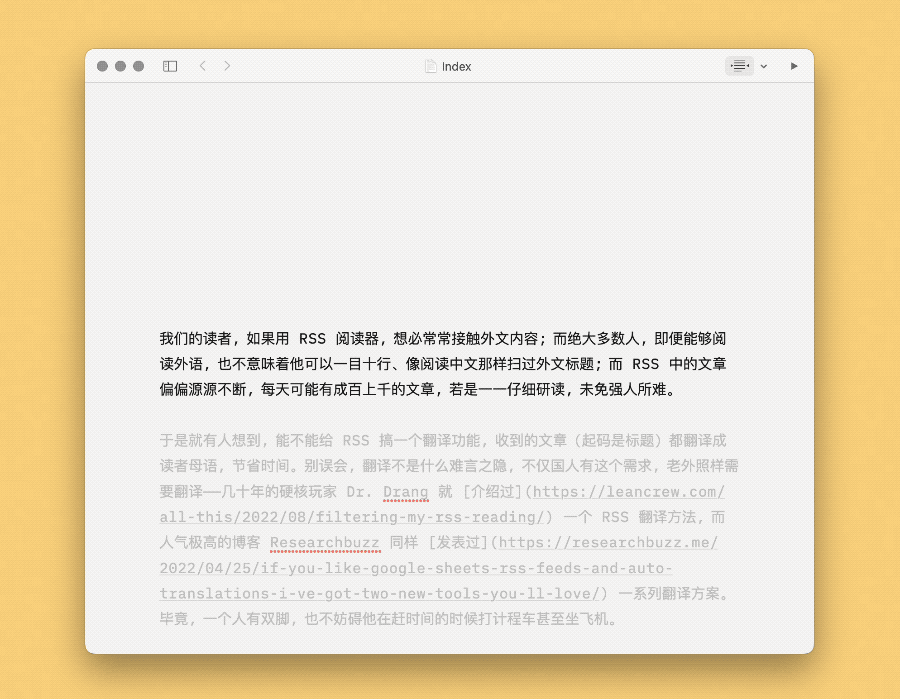 Index
我们的读者，如果用 RSS 阅读器，想必常常接触外文内容；而绝大多数人，即便能够阅
读外语，也不意味着他可以一目十行、像阅读中文那样扫过外文标题；而 RSS 中的文章
偏偏源源不断，每天可能有成百上千的文章，若是一一仔细研读，未免强人所难。
于是就有人想到，能不能给 RSS 搞一个翻译功能，收到的文章（起码是标题）都翻译成
读者母语，节省时间。别误会，翻译不是什么难言之隐，不仅国人有这个需求，老外照样需
要翻译——几十年的硬核玩家 Dr. Drang 就 [介绍过](https://leancrew.com/
all-this/2022/08/filtering-my-rss-reading/) 一个 RSS 翻译方法，而
人气极高的博客 Researchbuzz 同样 [发表过](https://researchbuzz.me/
2022/04/25/if-you-like-google-sheets-rss-feeds-and-auto-
translations-i-ve-got-two-new-tools-you-ll-love/) 一系列翻译方案。
毕竟，一个人有双脚，也不妨碍他在赶时间的时候打计程车甚至坐飞机。